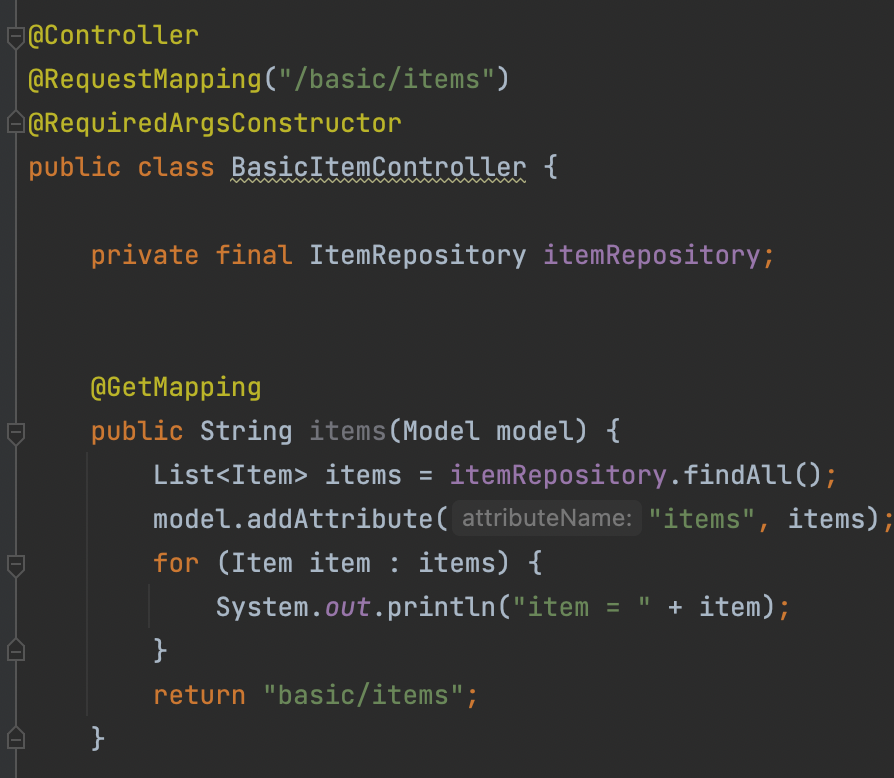 @Controller
@RequestMapping("/basic/items")
@RequiredArgsConstructor
public class BasicItemController {
private final ItemRepository itemRepository;
@GetMapping
public String items(Model model) {
List<Item> items = itemRepository.findAll();
model.addAttribute( attributeName: "items", items);
for (Item item : items) {
System.out.println("item = " + item);
}
return "basic/items";
}